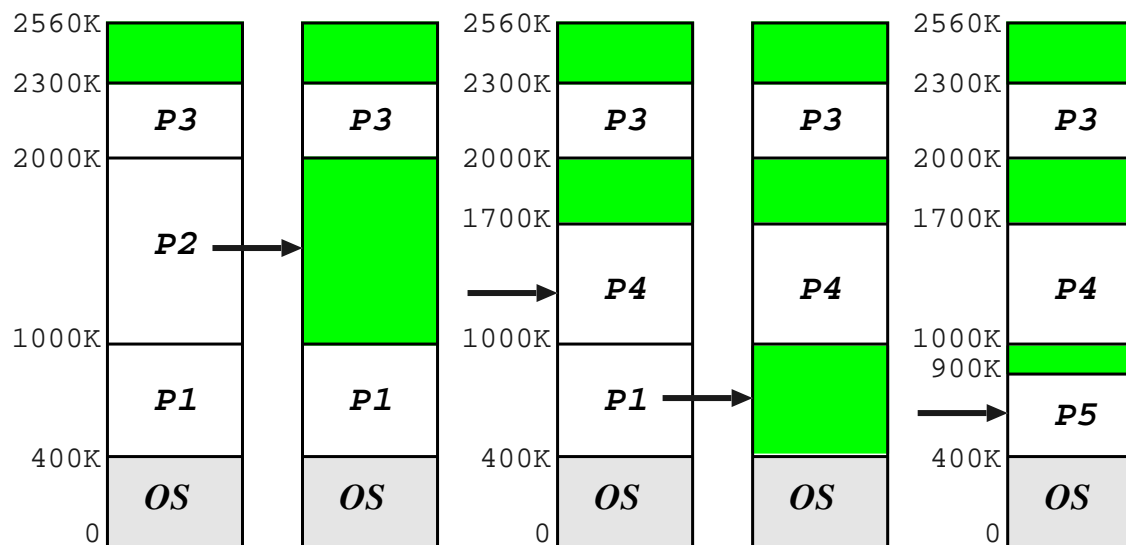 2560K 2560K 2560K
2300K 2300K 2300K
P3 P3 P3 P3 P3
2000K 2000K 2000K
1700K 1700K
P2
P4 P4 P4
1000K 1000K 1000K
900K
P1 P1 P1 P5
400K 400K 400K
OS OS OS OS OS
0 0 0